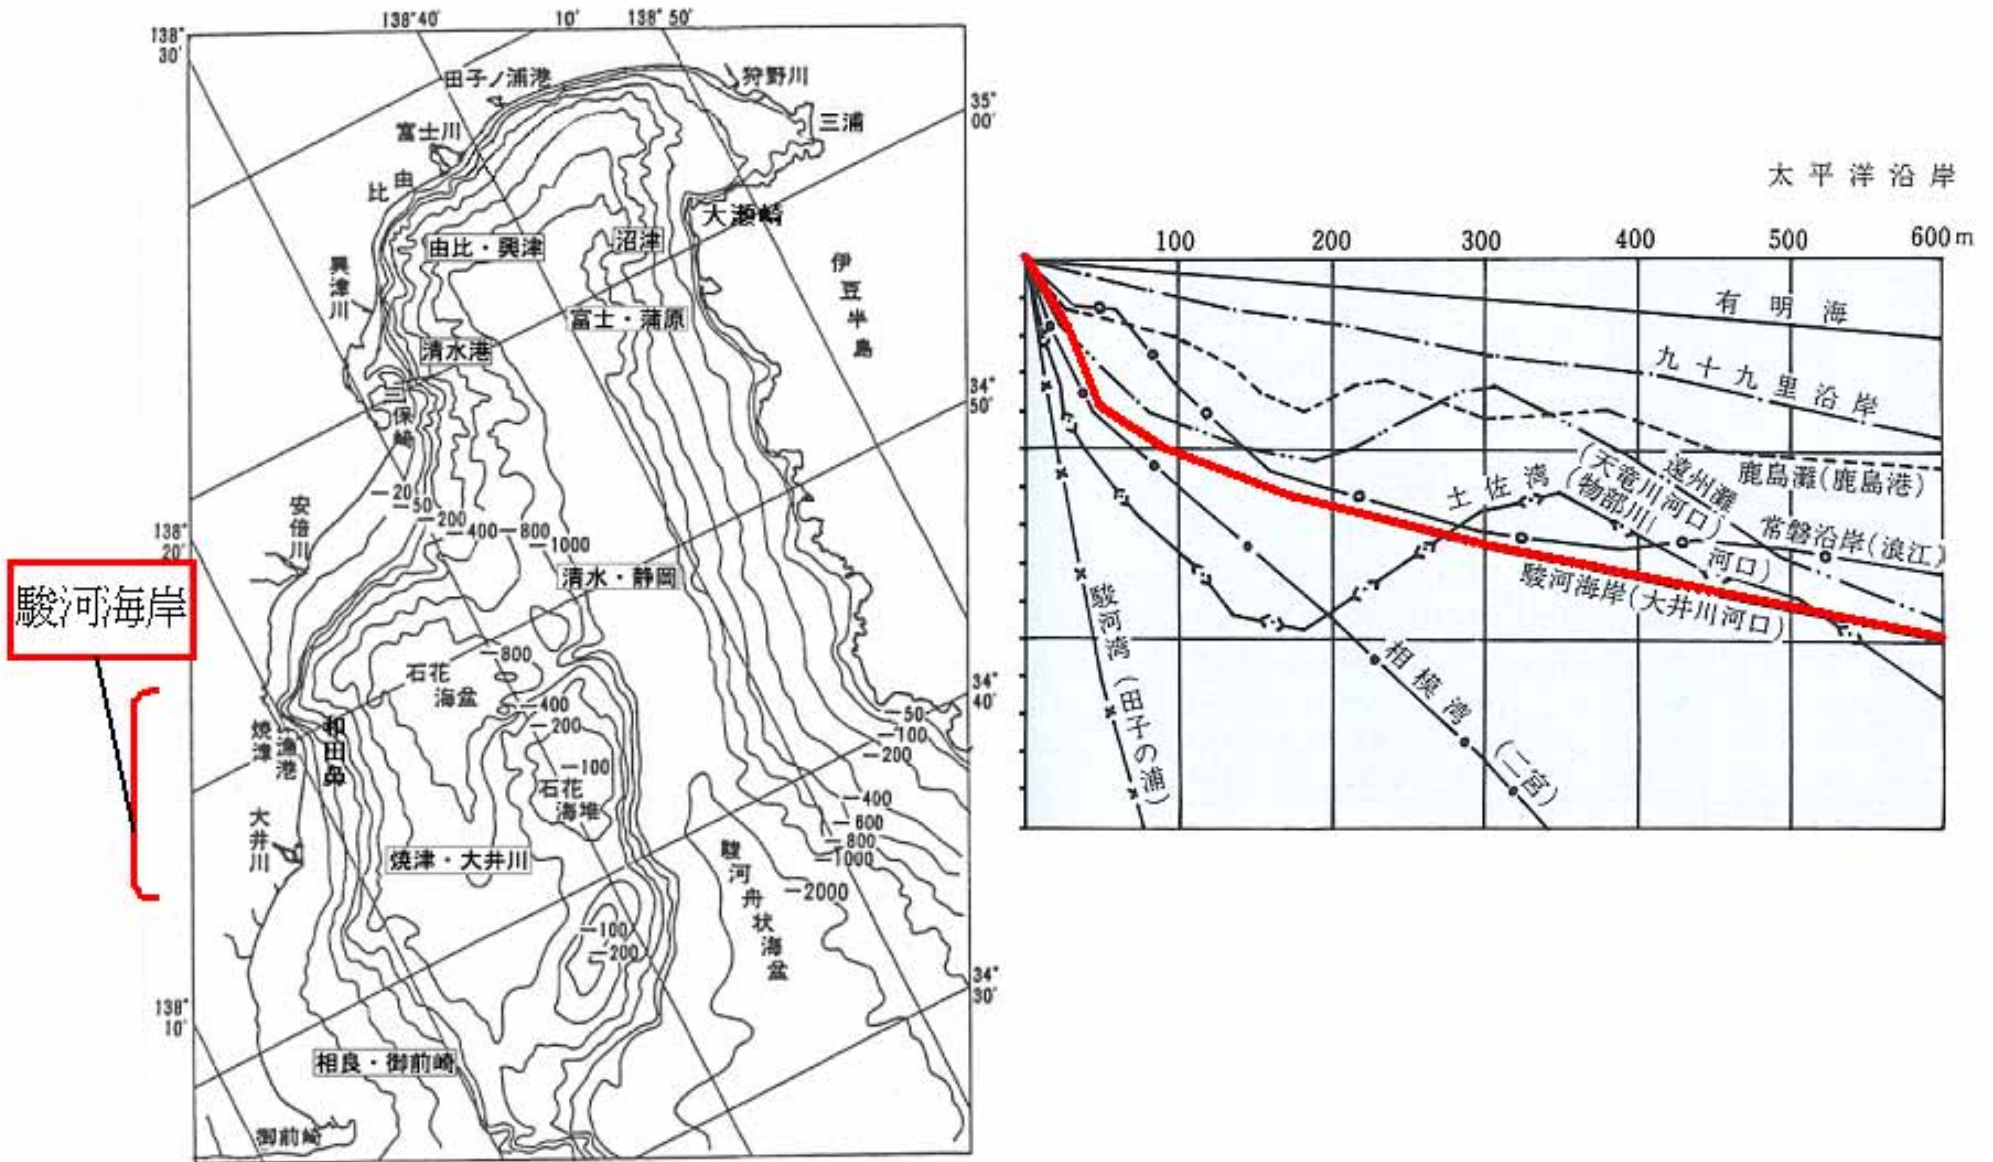 138°40'
10'
138°50'
138°
30'
田子ノ浦港
狩野川
35°
00'
富士川
三浦
由
比
大瀬崎
由比・興津
沼津
興津川
伊豆半島
富士・蒲原
清水港
34°
50'
三保崎
安倍川
-20
-50
-200
-400
-800
-1000
138°
20'
清水・静岡
駿河海岸
石花
海盆
-800
-400
-200
34°
40'
-50
-100
-200
焼津漁港
和田鼻
-100
石花
海堆
-400
-600
-800
-1000
-2000
大井川
焼津・大井川
駿河舟状海盆
-100
-200
34°
30'
138°
10'
相良・御前崎
御前崎
太平洋沿岸
100
200
300
400
500
600m
有明海
九十九里沿岸
鹿島灘(鹿島港)
遠州灘
(天竜川河口)
土佐湾(物部川河口)
常磐沿岸(浪江)
駿河海岸(大井川河口)
駿河湾(田子の浦)
相模湾(二宮)